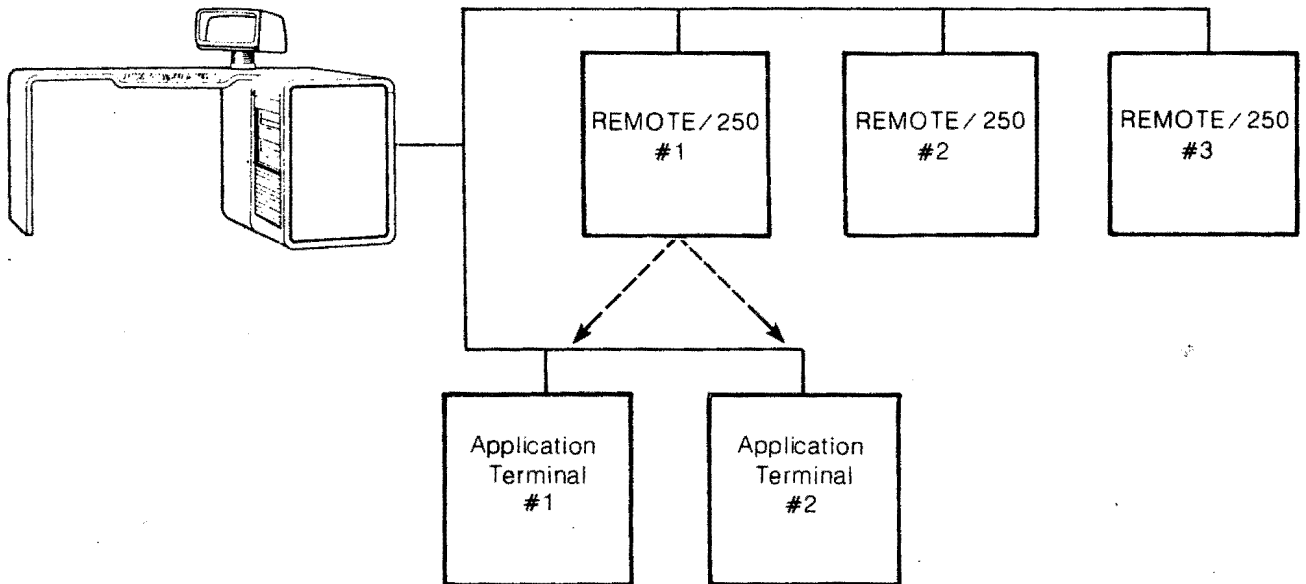 REMOTE/250
#1
REMOTE/250
#2
REMOTE/250
#3
Application
Terminal
#1
Application
Terminal
#2